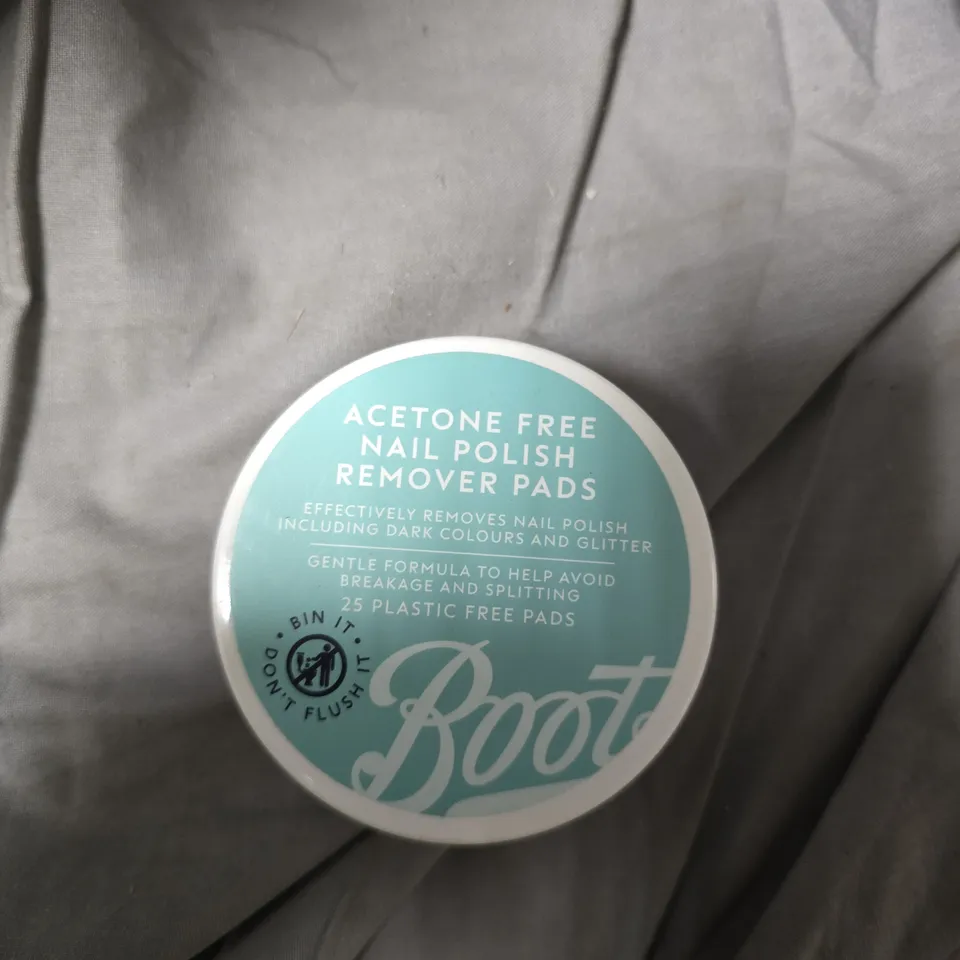 ACETONE FREE
NAIL POLISH
REMOVER PADS
EFFECTIVELY REMOVES NAIL POLISH
INCLUDING DARK COLOURS AND GLITTER
GENTLE FORMULA TO HELP AVOID
BREAKAGE AND SPLITTING
25 PLASTIC FREE PADS
• BIN IT •
DON'T FLUSH IT
Boots